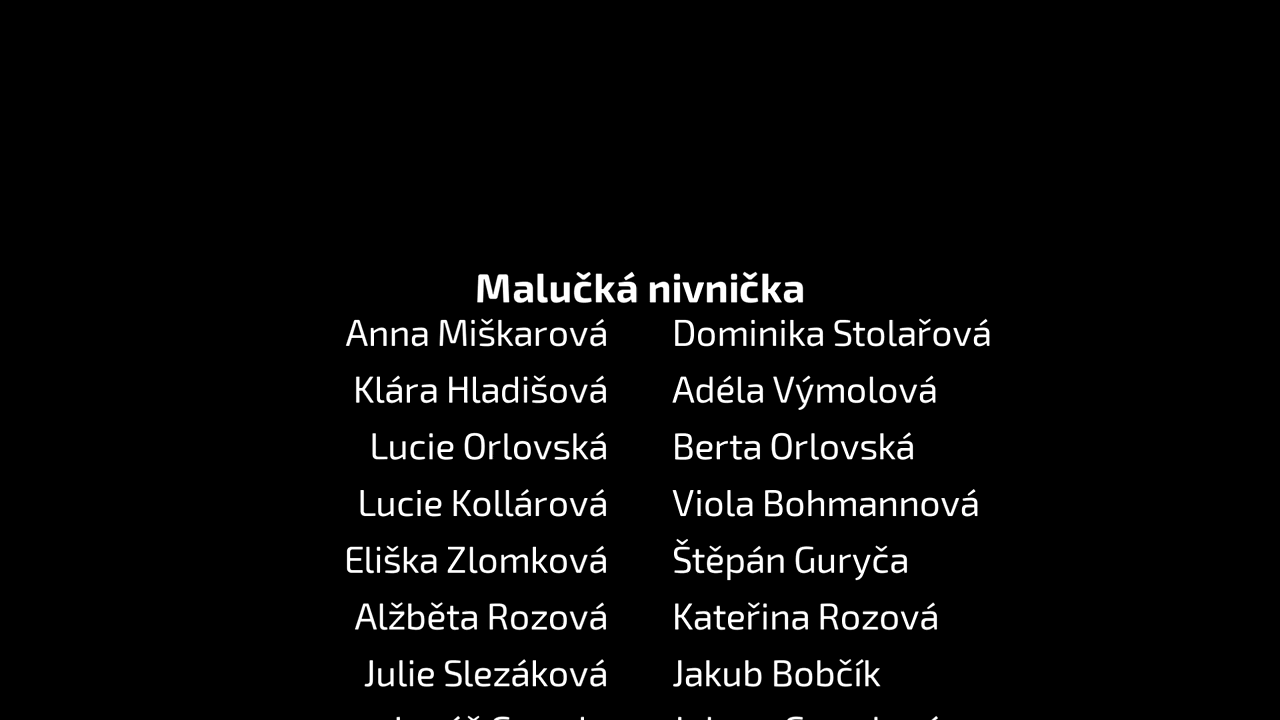 Malučká nivnička
Anna Miškarová Dominika Stolařová
Klára Hladišová Adéla Výmolová
Lucie Orlovská Berta Orlovská
Lucie Kollárová Viola Bohmannová
Eliška Zlomková Štěpán Guryča
Alžběta Rozová Kateřina Rozová
Julie Slezáková Jakub Bobčík